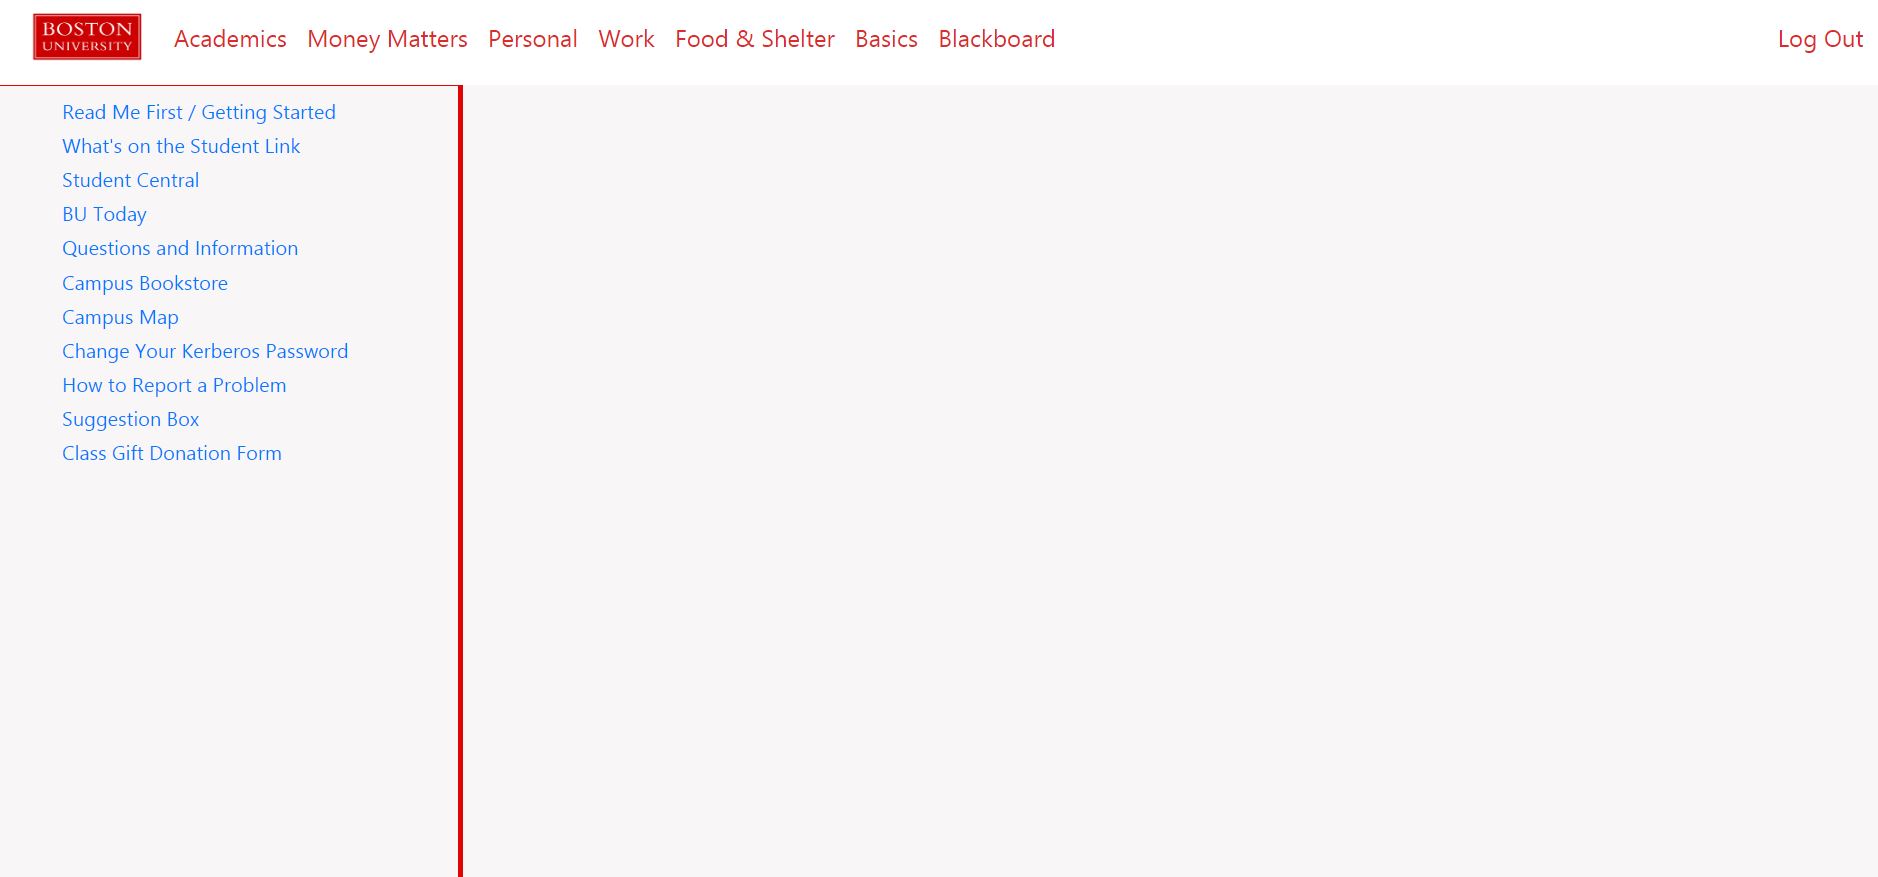 BOSTON
UNIVERSITY
Academics Money Matters Personal Work Food & Shelter Basics Blackboard Log Out
Read Me First / Getting Started
What's on the Student Link
Student Central
BU Today
Questions and Information
Campus Bookstore
Campus Map
Change Your Kerberos Password
How to Report a Problem
Suggestion Box
Class Gift Donation Form